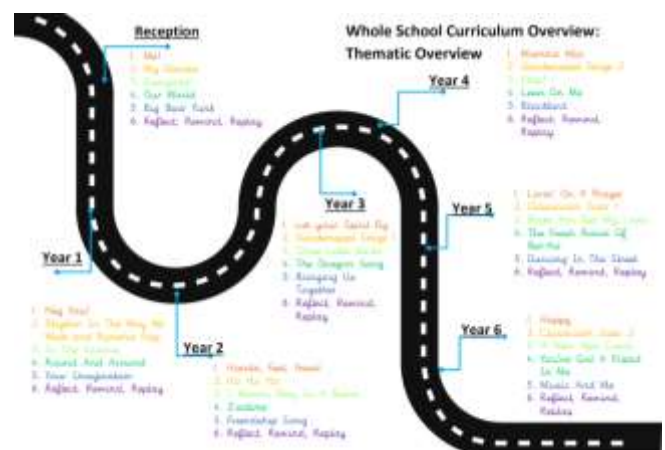 Whole School Curriculum Overview:
Thematic Overview
Reception
1. Me!
2. My Stories
3. Everyone
4. Our World
5. Big Bear Funk
6. Reflect, Remind, Replay
Year 1
1. Hey You!
2. Rhythm In The Way We
Walk and Banana Rap
3. In The Groove
4. Round And Around
5. Your Imagination
6. Reflect, Remind, Replay
Year 2
1. Hands, Feet, Heart
2. Ho Ho Ho
3. I Wanna Play In A Band
4. Zootime
5. Friendship Song
6. Reflect, Remind, Replay
Year 3
1. Let your Spirit Fly
2. Glockenspiel Stage 1
3. Three Little Birds
4. The Dragon Song
5. Bringing Us
Together
6. Reflect, Remind,
Replay
Year 4
1. Mamma Mia
2. Glockenspiel Stage 2
3. Stop!
4. Lean On Me
5. Blackbird
6. Reflect, Remind,
Replay
Year 5
1. Livin' On A Prayer
2. Classroom Jazz 1
3. Make You Feel My Love
4. The Fresh Prince Of
Bel-Air
5. Dancing In The Street
6. Reflect, Remind, Replay
Year 6
1. Happy
2. Classroom Jazz 2
3. A New Year Carol
4. You've Got A Friend
In Me
5. Music And Me
6. Reflect, Remind,
Replay